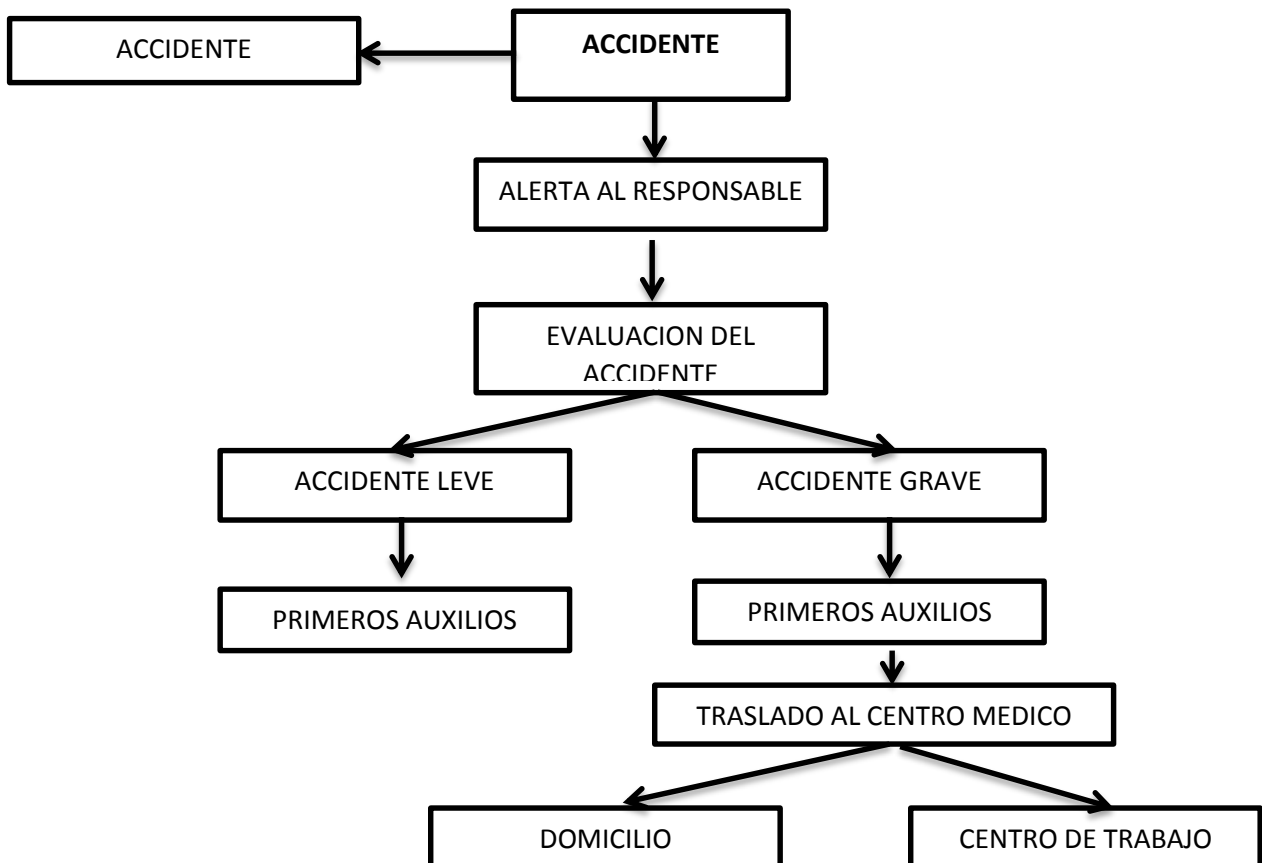 ACCIDENTE
ACCIDENTE
ALERTA AL RESPONSABLE
EVALUACION DEL
ACCIDENTE
ACCIDENTE LEVE
ACCIDENTE GRAVE
PRIMEROS AUXILIOS
PRIMEROS AUXILIOS
TRASLADO AL CENTRO MEDICO
DOMICILIO
CENTRO DE TRABAJO